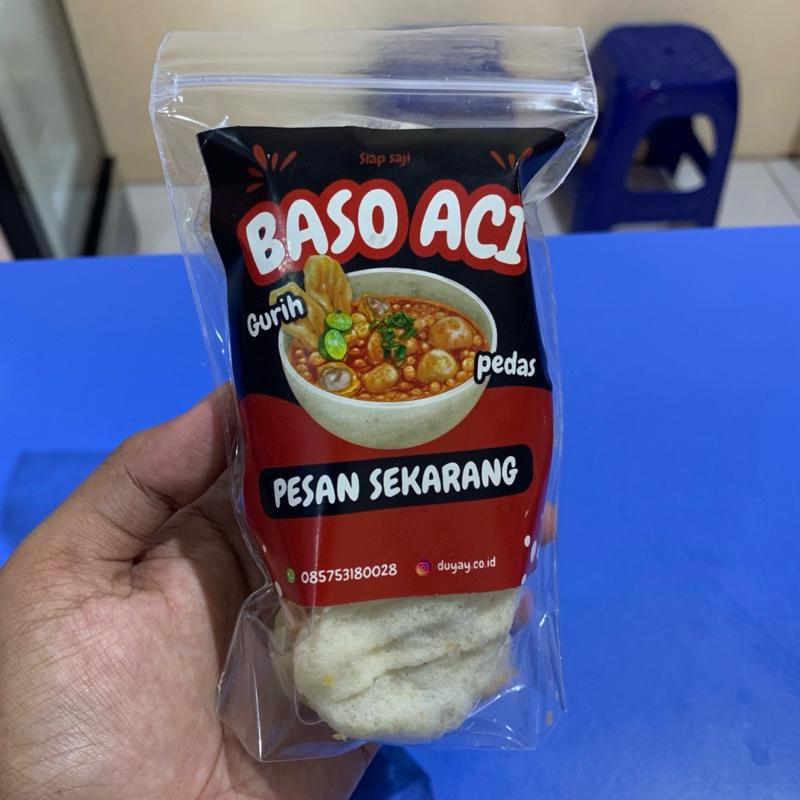 Siap saji
BASO ACI
Gurih
pedas
PESAN SEKARANG
085753180028 duyay.co.id